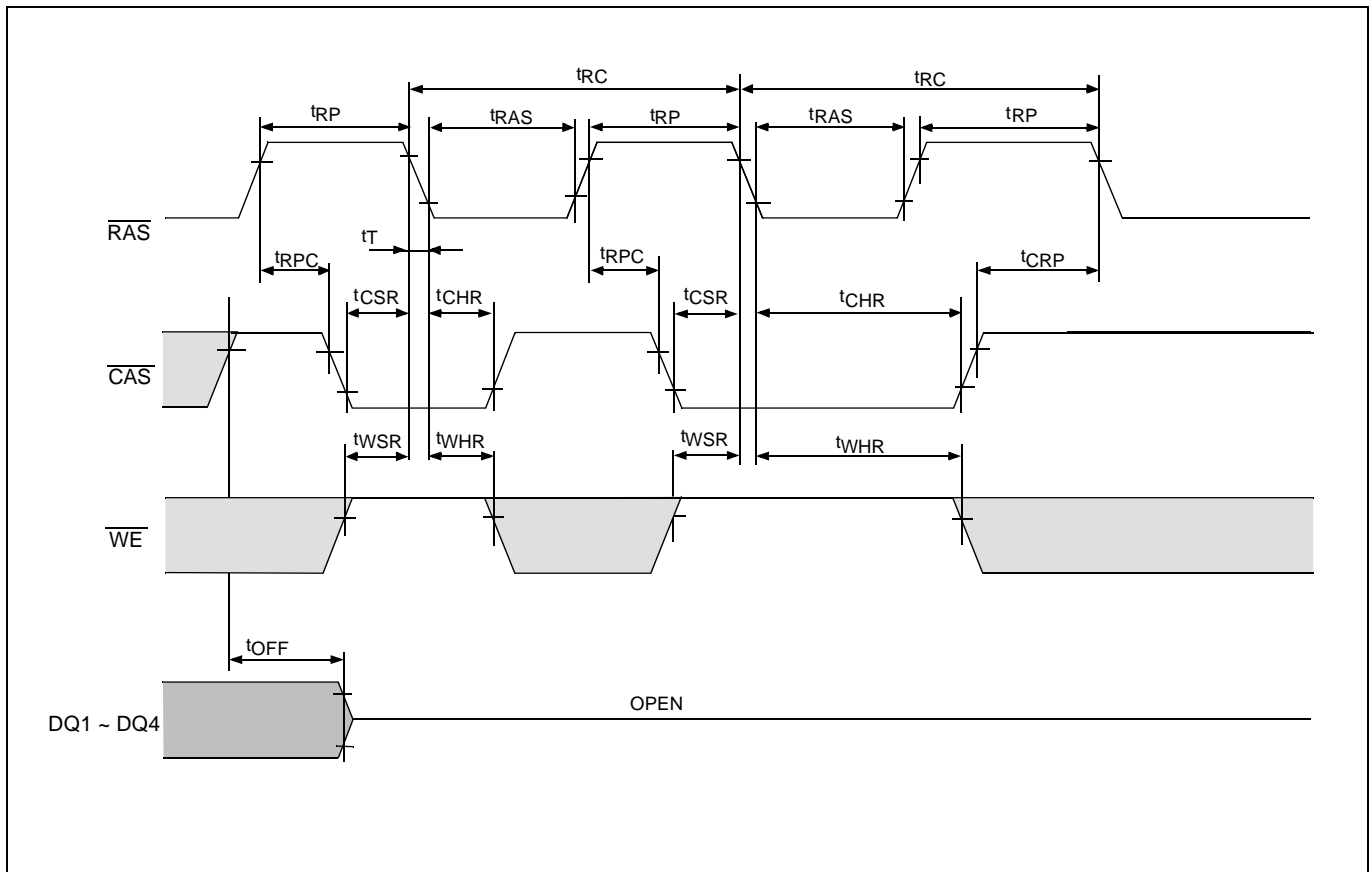 tRC
tRC
tRP
tRAS
tRP
tRAS
tRP
RAS
tT
tRPC
tRPC
tCRP
tCSR
tCHR
tCSR
tCHR
CAS
tWSR
tWHR
tWSR
tWHR
WE
tOFF
OPEN
DQ1 ~ DQ4